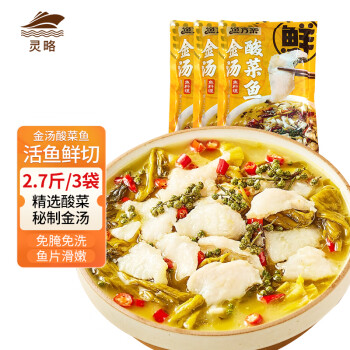 灵略
金汤酸菜鱼
活鱼鲜切
2.7斤/3袋
精选酸菜
秘制金汤
免腌免洗
鱼片滑嫩
金汤
金汤
金汤
酸菜鱼
鲜